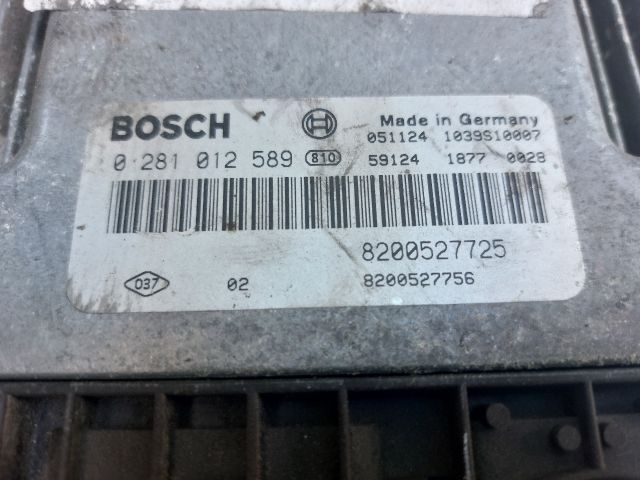 BOSCH Made in Germany
051124 1039S10007
0 281 012 589 810 59124 1877 0028
8200527725
037 02 8200527756